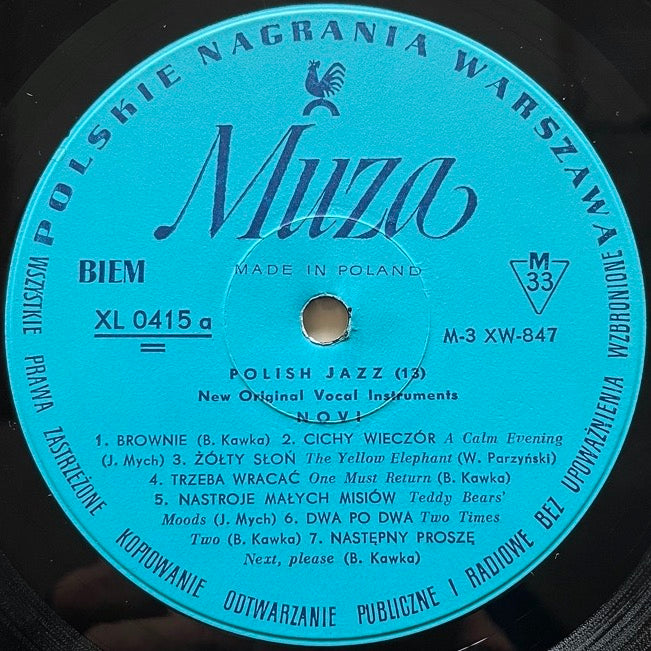 POLSKIE NAGRANIA WARSZAWA
Muza
BIEM
MADE IN POLAND
M
33
XL 0415 a
M-3 XW-847
POLISH JAZZ (13)
New Original Vocal Instruments
NOVI
1. BROWNIE (B. Kawka) 2. CICHY WIECZÓR A Calm Evening
(J. Mych) 3. ŻÓŁTY SŁOŃ The Yellow Elephant (W. Parzyński)
4. TRZEBA WRACAĆ One Must Return (B. Kawka)
5. NASTROJE MAŁYCH MISIÓW Teddy Bears'
Moods (J. Mych) 6. DWA PO DWA Two Times
Two (B. Kawka) 7. NASTĘPNY PROSZĘ
Next, please (B. Kawka)
WSZYSTKIE PRAWA ZASTRZEŻONE KOPIOWANIE ODTWARZANIE PUBLICZNE I RADIOWE BEZ UPOWAŻNIENIA WZBRONIONE